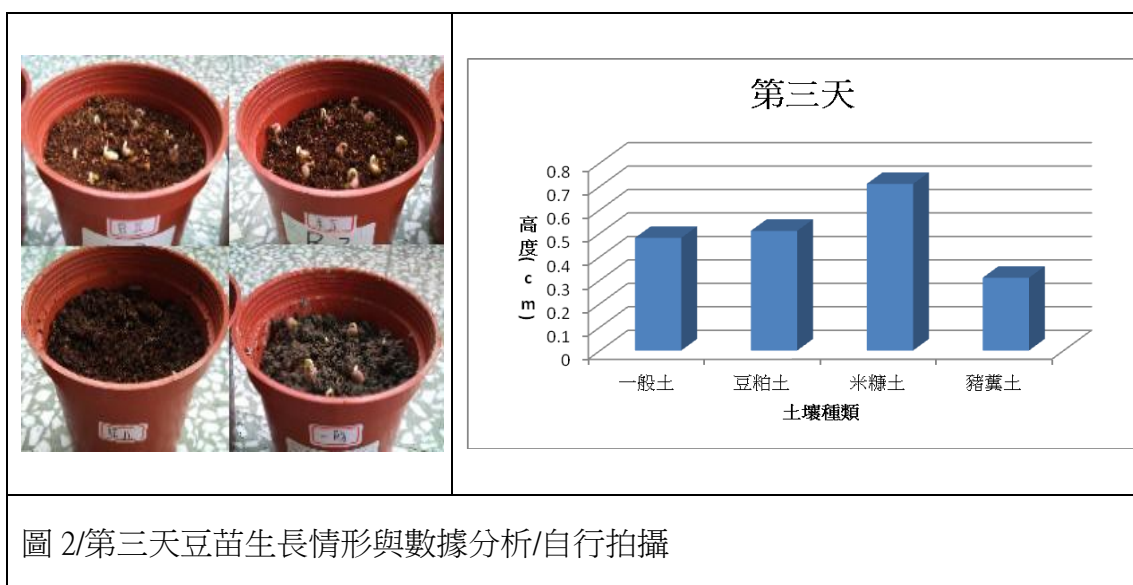 第三天
高度(cm)
0.8
0.7
0.6
0.5
0.4
0.3
0.2
0.1
0
一般土
豆粕土
米糠土
豬糞土
土壤種類
一般
圖 2/第三天豆苗生長情形與數據分析/自行拍攝